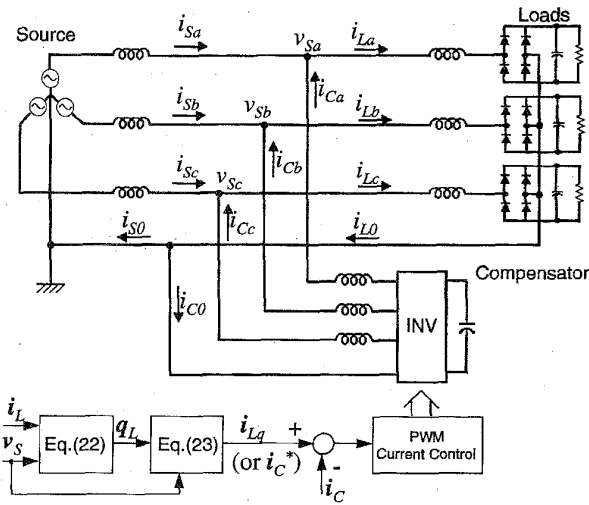 Source
Loads
i_Sa
v_Sa
i_La
i_Ca
i_Sb
v_Sb
i_Lb
i_Cb
i_Sc
v_Sc
i_Lc
i_Cc
i_S0
i_L0
i_C0
Compensator
INV
i_L
v_S
Eq.(22)
q_L
Eq.(23)
i_Lq
(or i_C*)
+
-
i_C
PWM
Current Control